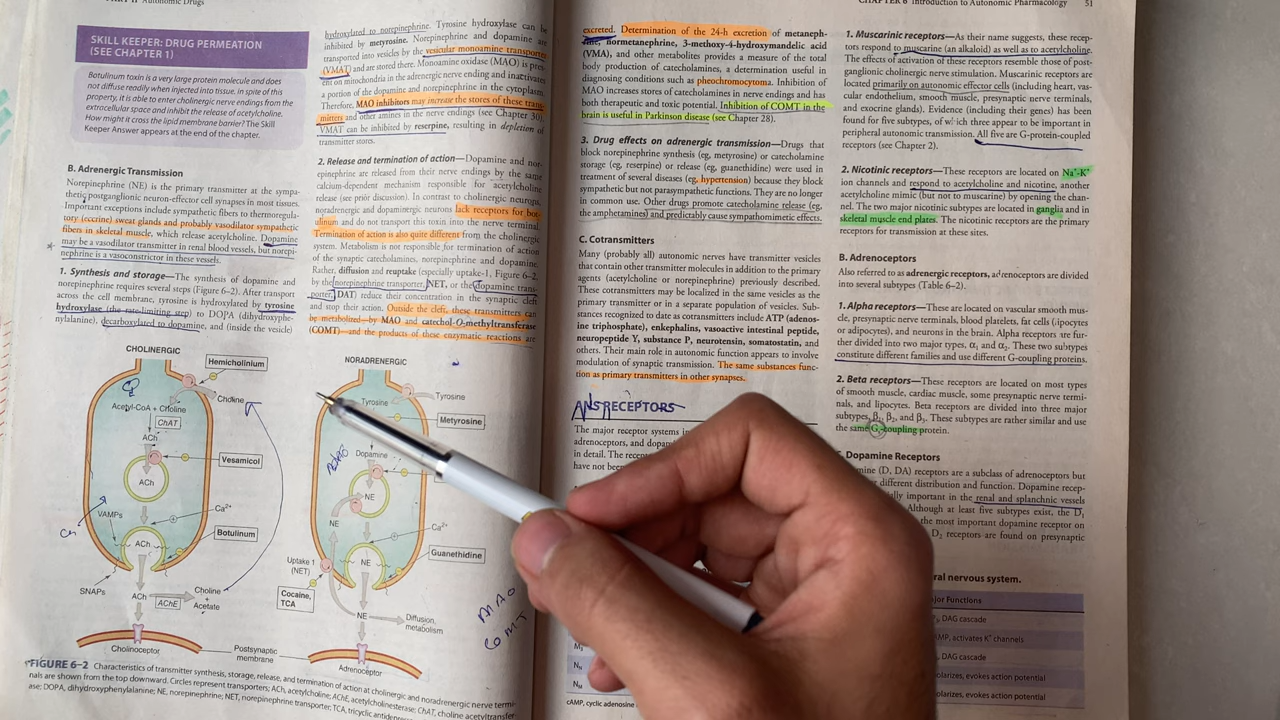 Autonomic Drugs
SKILL KEEPER: DRUG PERMEATION
(SEE CHAPTER 1)
Botulinum toxin is a very large protein molecule and does
not diffuse readily when injected into tissue. In spite of this
property, it is able to enter cholinergic nerve endings from the
extracellular space and inhibit the release of acetylcholine.
How might it cross the lipid membrane barrier? The Skill
Keeper Answer appears at the end of the chapter.
B. Adrenergic Transmission
Norepinephrine (NE) is the primary transmitter at the sympa-
thetic postganglionic neuron-effector cell synapses in most tissues.
Important exceptions include sympathetic fibers to thermoregula-
tory (eccrine) sweat glands and probably vasodilator sympathetic
fibers in skeletal muscle, which release acetylcholine. Dopamine
may be a vasodilator transmitter in renal blood vessels, but norepi-
nephrine is a vasoconstrictor in these vessels.
1. Synthesis and storage—The synthesis of dopamine and
norepinephrine requires several steps (Figure 6–2). After transport
across the cell membrane, tyrosine is hydroxylated by tyrosine
hydroxylase (the rate-limiting step) to DOPA (dihydroxyphe-
nylalanine), decarboxylated to dopamine, and (inside the vesicle)
hydroxylated to norepinephrine. Tyrosine hydroxylase can be
inhibited by metyrosine. Norepinephrine and dopamine are
transported into vesicles by the vesicular monoamine transporter
(VMAT) and are stored there. Monoamine oxidase (MAO) is pres-
ent on mitochondria in the adrenergic nerve ending and inactivates
a portion of the dopamine and norepinephrine in the cytoplasm.
Therefore, MAO inhibitors may increase the stores of these trans-
mitters and other amines in the nerve endings (see Chapter 30).
VMAT can be inhibited by reserpine, resulting in depletion of
transmitter stores.
2. Release and termination of action—Dopamine and nor-
epinephrine are released from their nerve endings by the same
calcium-dependent mechanism responsible for acetylcholine
release (see prior discussion). In contrast to cholinergic neurons,
noradrenergic and dopaminergic neurons lack receptors for bot-
ulinum and do not transport this toxin into the nerve terminal.
Termination of action is also quite different from the cholinergic
system. Metabolism is not responsible for termination of action
of the synaptic catecholamines, norepinephrine and dopamine.
Rather, diffusion and reuptake (especially uptake-1, Figure 6–2,
by the norepinephrine transporter, NET, or the dopamine trans-
porter, DAT) reduce their concentration in the synaptic cleft
and stop their action. Outside the cleft, these transmitters can
be metabolized—by MAO and catechol-O-methyltransferase
(COMT)—and the products of these enzymatic reactions are
CHOLINERGIC
Hemicholinium
Choline
Acetyl-CoA + Choline
ChAT
ACh
Vesamicol
ACh
Ca2+
VAMPs
Botulinum
ACh
SNAPs
ACh
AChE
Choline
+
Acetate
Cholinoceptor
Postsynaptic
membrane
NORADRENERGIC
Tyrosine
Tyrosine
Metyrosine
Dopamine
NE
NE
Ca2+
NE
Guanethidine
Uptake 1
(NET)
Cocaine,
TCA
NE
Diffusion,
metabolism
Adrenoceptor
MAO
COMT
FIGURE 6–2 Characteristics of transmitter synthesis, storage, release, and termination of action at cholinergic and noradrenergic nerve termi-
nals are shown from the top downward. Circles represent transporters; ACh, acetylcholine; AChE, acetylcholinesterase; ChAT, choline acetyltransfer-
ase; DOPA, dihydroxyphenylalanine; NE, norepinephrine; NET, norepinephrine transporter; TCA, tricyclic
CHAPTER 6 Introduction to Autonomic Pharmacology 51
excreted. Determination of the 24-h excretion of metaneph-
rine, normetanephrine, 3-methoxy-4-hydroxymandelic acid
(VMA), and other metabolites provides a measure of the total
body production of catecholamines, a determination useful in
diagnosing conditions such as pheochromocytoma. Inhibition of
MAO increases stores of catecholamines in nerve endings and has
both therapeutic and toxic potential. Inhibition of COMT in the
brain is useful in Parkinson disease (see Chapter 28).
3. Drug effects on adrenergic transmission—Drugs that
block norepinephrine synthesis (eg, metyrosine) or catecholamine
storage (eg, reserpine) or release (eg, guanethidine) were used in
treatment of several diseases (eg, hypertension) because they block
sympathetic but not parasympathetic functions. They are no longer
in common use. Other drugs promote catecholamine release (eg,
the amphetamines) and predictably cause sympathomimetic effects.
C. Cotransmitters
Many (probably all) autonomic nerves have transmitter vesicles
that contain other transmitter molecules in addition to the primary
agents (acetylcholine or norepinephrine) previously described.
These cotransmitters may be localized in the same vesicles as the
primary transmitter or in a separate population of vesicles. Sub-
stances recognized to date as cotransmitters include ATP (adenos-
ine triphosphate), enkephalins, vasoactive intestinal peptide,
neuropeptide Y, substance P, neurotensin, somatostatin, and
others. Their main role in autonomic function appears to involve
modulation of synaptic transmission. The same substances func-
tion as primary transmitters in other synapses.
ANS RECEPTORS
The major receptor systems in
adrenoceptors, and
in detail. The
have not been
cAMP, cyclic adenosine
1. Muscarinic receptors—As their name suggests, these recep-
tors respond to muscarine (an alkaloid) as well as to acetylcholine.
The effects of activation of these receptors resemble those of post-
ganglionic cholinergic nerve stimulation. Muscarinic receptors are
located primarily on autonomic effector cells (including heart, vas-
cular endothelium, smooth muscle, presynaptic nerve terminals,
and exocrine glands). Evidence (including their genes) has been
found for five subtypes, of which three appear to be important in
peripheral autonomic transmission. All five are G-protein-coupled
receptors (see Chapter 2).
2. Nicotinic receptors—These receptors are located on Na+-K+
ion channels and respond to acetylcholine and nicotine, another
acetylcholine mimic (but not to muscarine) by opening the chan-
nel. The two major nicotinic subtypes are located in ganglia and in
skeletal muscle end plates. The nicotinic receptors are the primary
receptors for transmission at these sites.
B. Adrenoceptors
Also referred to as adrenergic receptors, adrenoceptors are divided
into several subtypes (Table 6–2).
1. Alpha receptors—These are located on vascular smooth mus-
cle, presynaptic nerve terminals, blood platelets, fat cells (lipocytes
or adipocytes), and neurons in the brain. Alpha receptors are fur-
ther divided into two major types, α1 and α2. These two subtypes
constitute different families and use different G-coupling proteins.
2. Beta receptors—These receptors are located on most types
of smooth muscle, cardiac muscle, some presynaptic nerve termi-
nals, and lipocytes. Beta receptors are divided into three major
subtypes, β1, β2, and β3. These subtypes are rather similar and use
the same G-coupling protein.
Dopamine Receptors
(D, DA) receptors are a subclass of adrenoceptors but
different distribution and function. Dopamine recep-
important in the renal and splanchnic vessels
Although at least five subtypes exist, the D1
the most important dopamine receptor on
D2 receptors are found on presynaptic
nervous system.
Functions
DAG cascade
activates K+ channels
DAG cascade
evokes action potential
evokes action potential